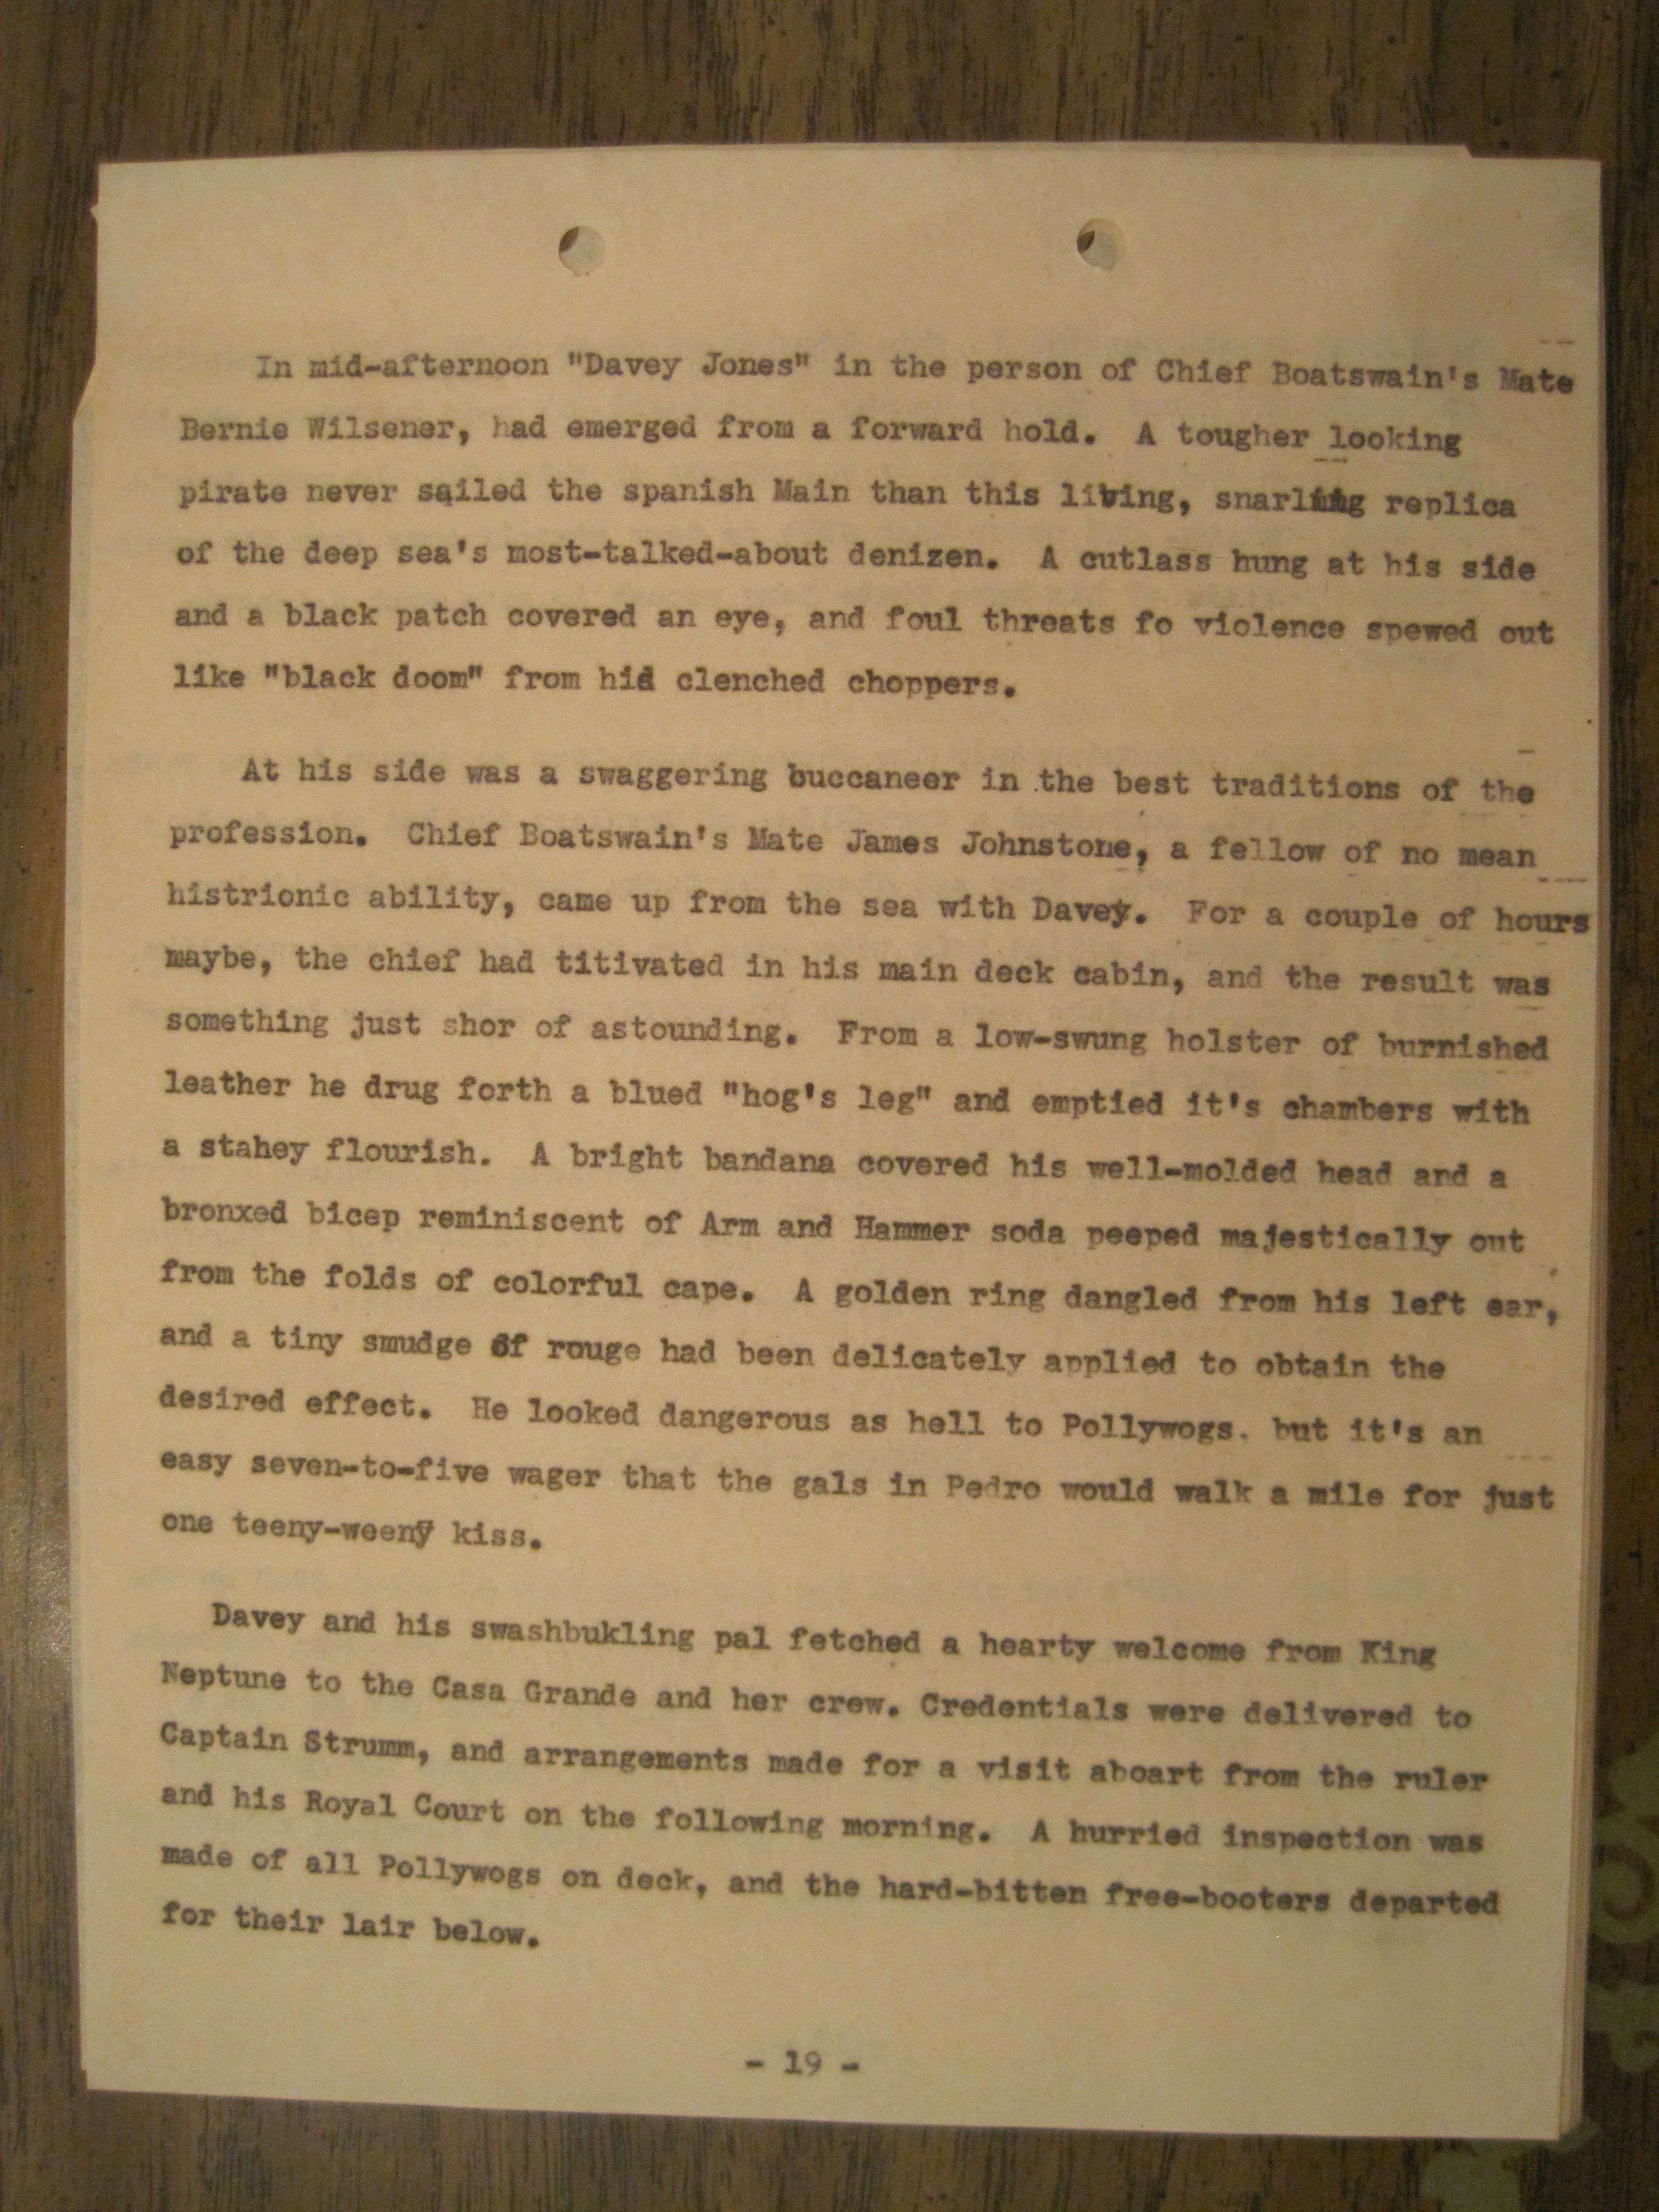 In mid-afternoon "Davey Jones" in the person of Chief Boatswain's Mate
Bernie Wilsener, had emerged from a forward hold. A tougher looking
pirate never sailed the spanish Main than this living, snarling replica
of the deep sea's most-talked-about denizen. A cutlass hung at his side
and a black patch covered an eye, and foul threats fo violence spewed out
like "black doom" from his clenched choppers.
At his side was a swaggering buccaneer in the best traditions of the
profession. Chief Boatswain's Mate James Johnstone, a fellow of no mean
histrionic ability, came up from the sea with Davey. For a couple of hours
maybe, the chief had titivated in his main deck cabin, and the result was
something just shor of astounding. From a low-swung holster of burnished
leather he drug forth a blued "hog's leg" and emptied it's chambers with
a stahey flourish. A bright bandana covered his well-molded head and a
bronxed bicep reminiscent of Arm and Hammer soda peeped majestically out
from the folds of colorful cape. A golden ring dangled from his left ear,
and a tiny smudge of rouge had been delicately applied to obtain the
desired effect. He looked dangerous as hell to Pollywogs. but it's an
easy seven-to-five wager that the gals in Pedro would walk a mile for just
one teeny-weeny kiss.
Davey and his swashbukling pal fetched a hearty welcome from King
Neptune to the Casa Grande and her crew. Credentials were delivered to
Captain Strumm, and arrangements made for a visit aboart from the ruler
and his Royal Court on the following morning. A hurried inspection was
made of all Pollywogs on deck, and the hard-bitten free-booters departed
for their lair below.
- 19 -